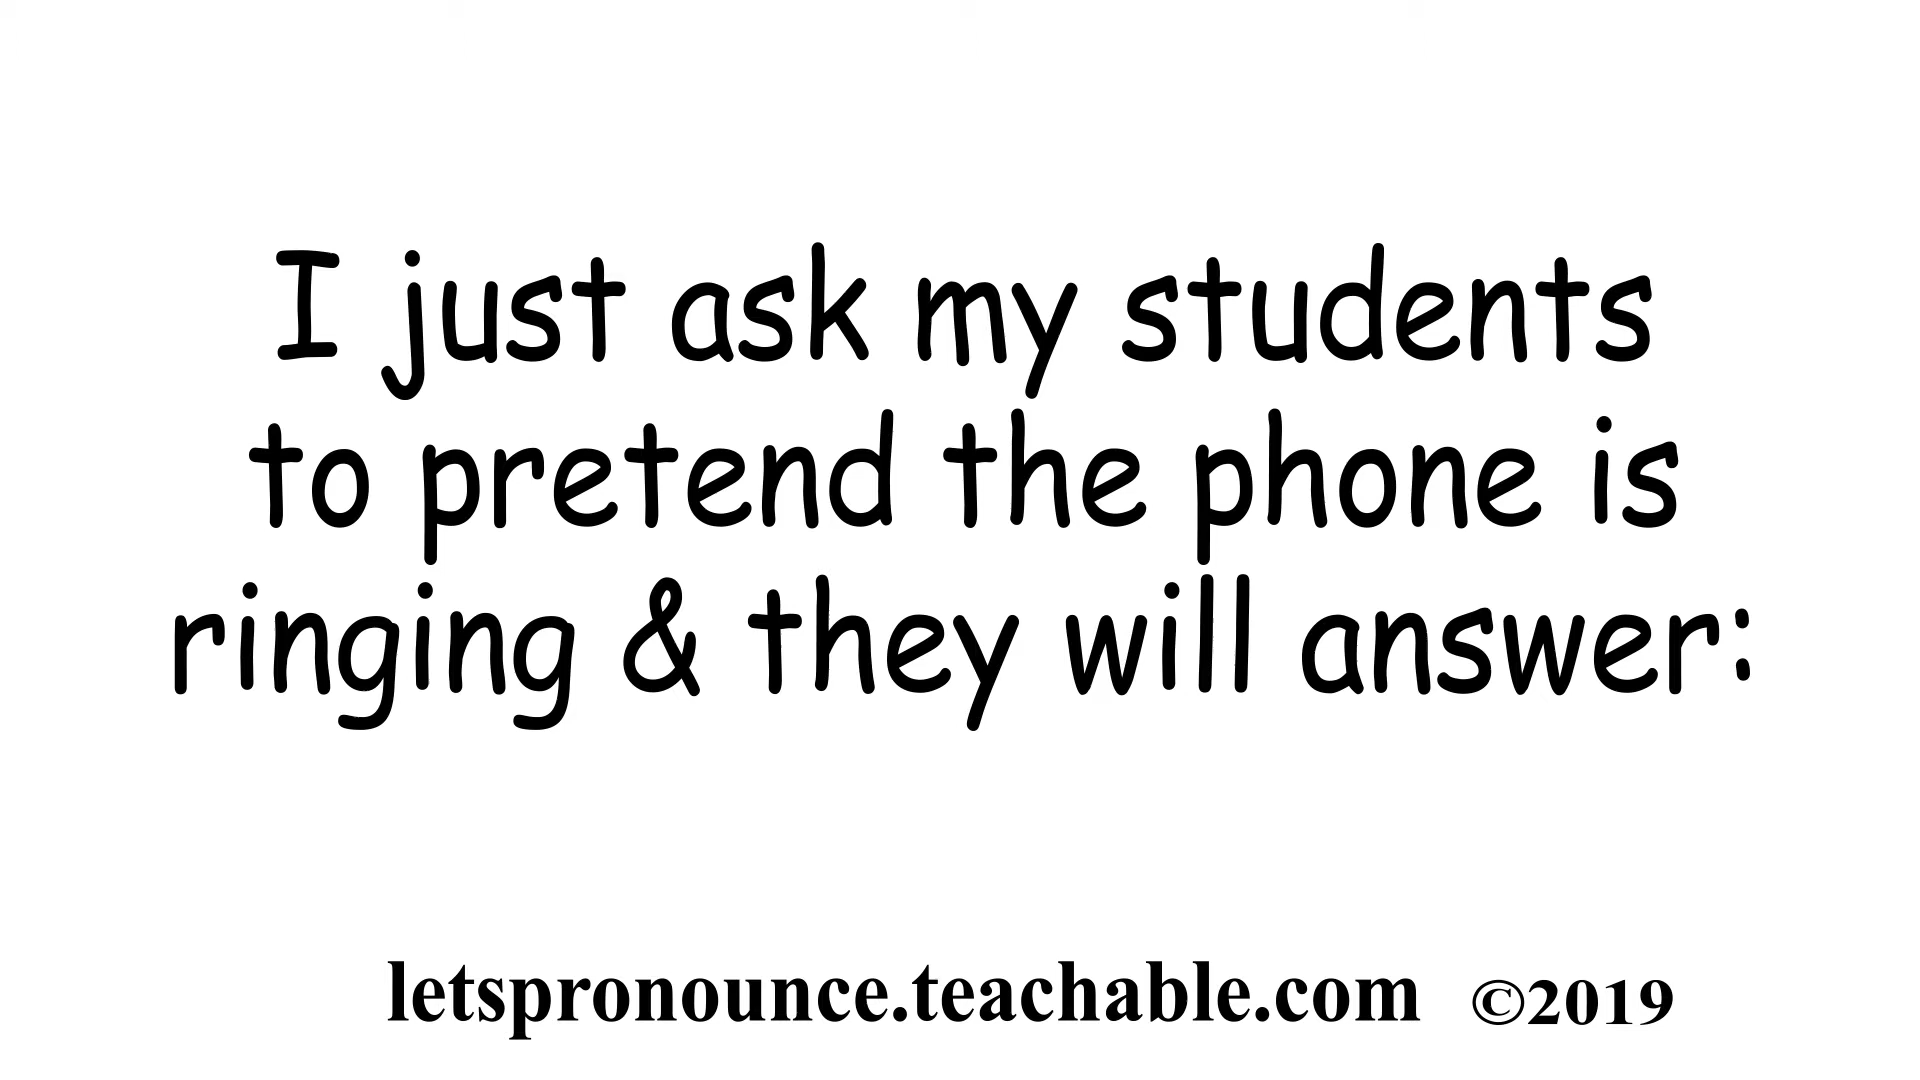 I just ask my students
to pretend the phone is
ringing & they will answer:
letspronounce.teachable.com ©2019